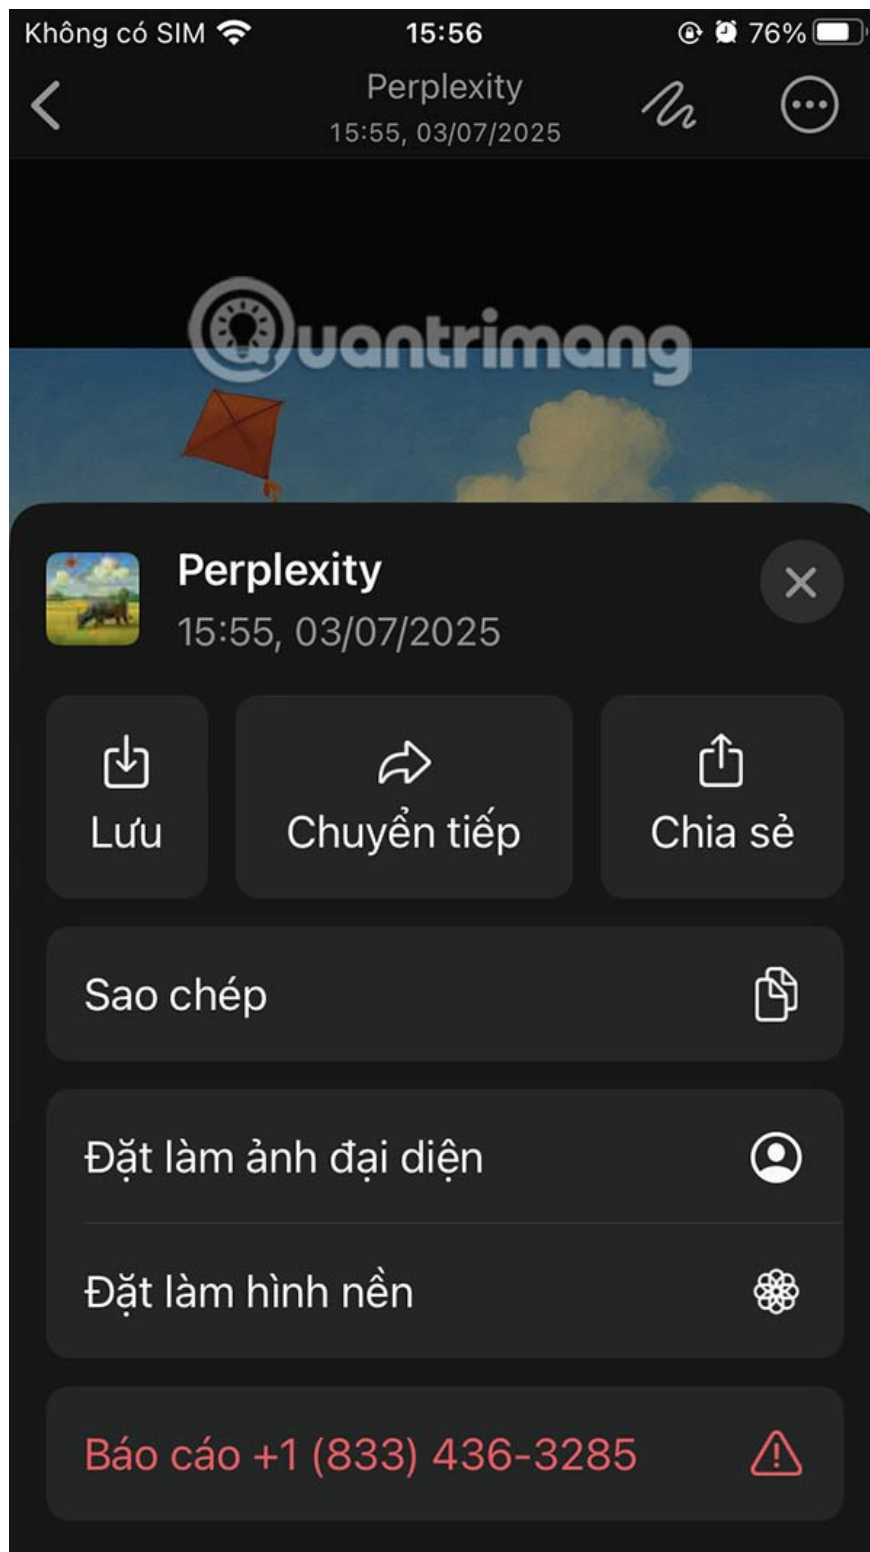 Không có SIM 15:56 76%
Perplexity
15:55, 03/07/2025
Quantrimang
Perplexity
15:55, 03/07/2025
Lưu Chuyển tiếp Chia sẻ
Sao chép
Đặt làm ảnh đại diện
Đặt làm hình nền
Báo cáo +1 (833) 436-3285